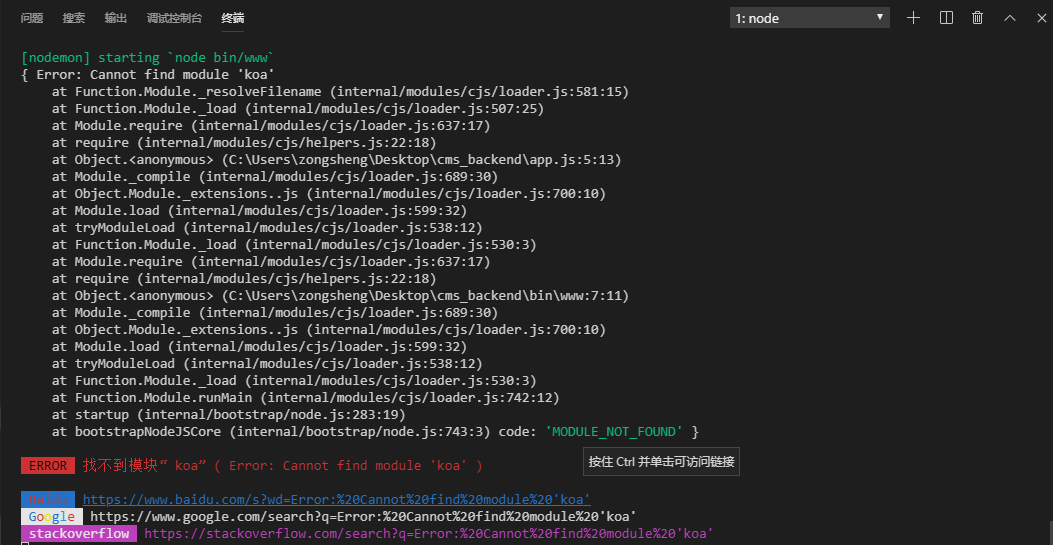 问题 搜索 输出 调试控制台 终端 1: node
[nodemon] starting `node bin/www`
{ Error: Cannot find module 'koa'
at Function.Module._resolveFilename (internal/modules/cjs/loader.js:581:15)
at Function.Module._load (internal/modules/cjs/loader.js:507:25)
at Module.require (internal/modules/cjs/loader.js:637:17)
at require (internal/modules/cjs/helpers.js:22:18)
at Object.<anonymous> (C:\Users\zongsheng\Desktop\cms_backend\app.js:5:13)
at Module._compile (internal/modules/cjs/loader.js:689:30)
at Object.Module._extensions..js (internal/modules/cjs/loader.js:700:10)
at Module.load (internal/modules/cjs/loader.js:599:32)
at tryModuleLoad (internal/modules/cjs/loader.js:538:12)
at Function.Module._load (internal/modules/cjs/loader.js:530:3)
at Module.require (internal/modules/cjs/loader.js:637:17)
at require (internal/modules/cjs/helpers.js:22:18)
at Object.<anonymous> (C:\Users\zongsheng\Desktop\cms_backend\bin\www:7:11)
at Module._compile (internal/modules/cjs/loader.js:689:30)
at Object.Module._extensions..js (internal/modules/cjs/loader.js:700:10)
at Module.load (internal/modules/cjs/loader.js:599:32)
at tryModuleLoad (internal/modules/cjs/loader.js:538:12)
at Function.Module._load (internal/modules/cjs/loader.js:530:3)
at Function.Module.runMain (internal/modules/cjs/loader.js:742:12)
at startup (internal/bootstrap/node.js:283:19)
at bootstrapNodeJSCore (internal/bootstrap/node.js:743:3) code: 'MODULE_NOT_FOUND' }
ERROR 找不到模块“ koa” ( Error: Cannot find module 'koa' )
按住 Ctrl 并单击可访问链接
Baidu https://www.baidu.com/s?wd=Error:%20Cannot%20find%20module%20'koa'
Google https://www.google.com/search?q=Error:%20Cannot%20find%20module%20'koa'
stackoverflow https://stackoverflow.com/search?q=Error:%20Cannot%20find%20module%20'koa'